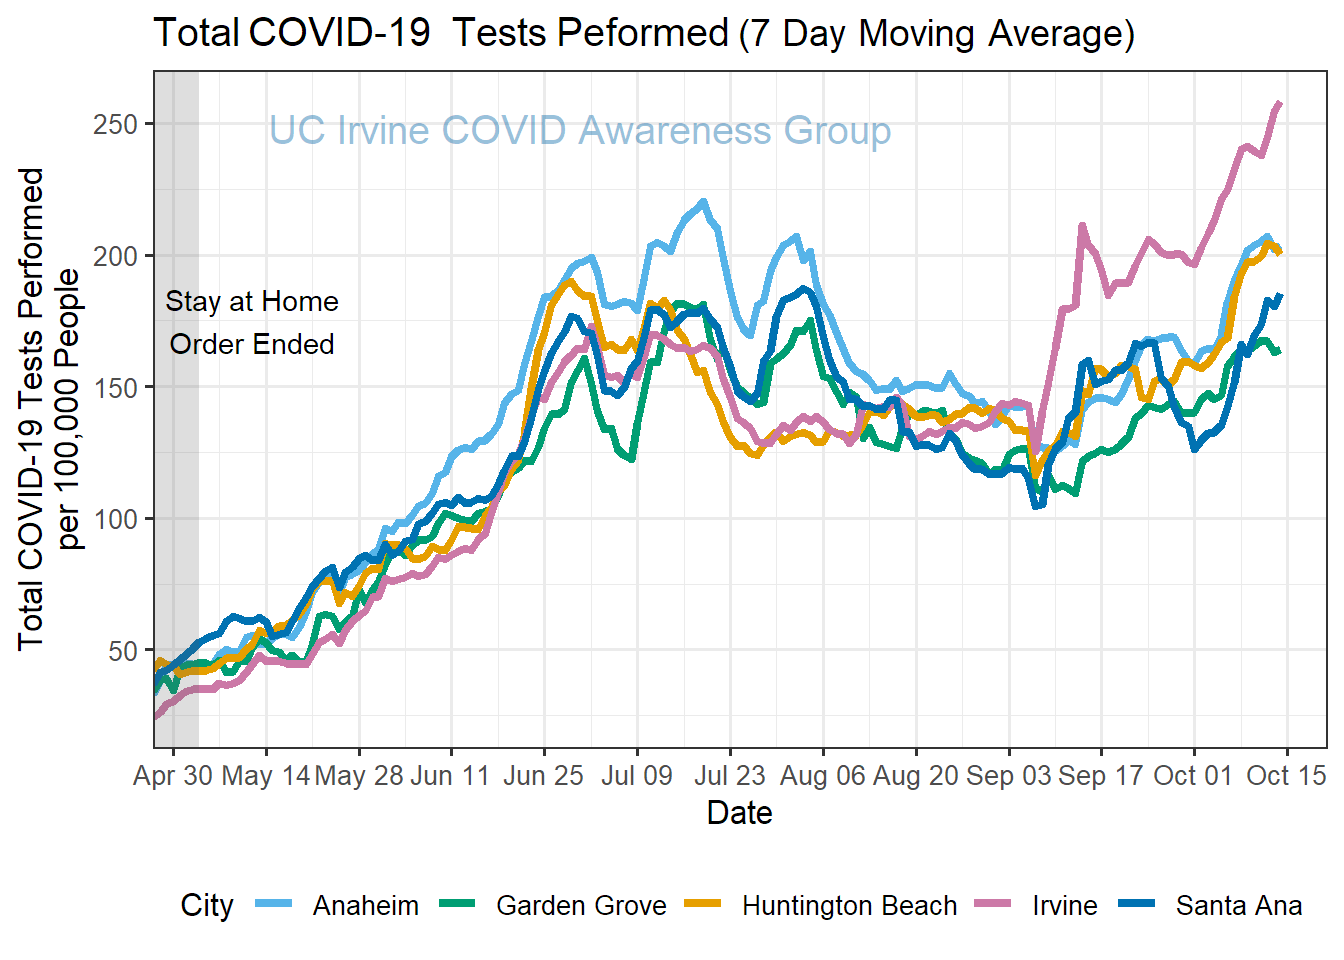 Total COVID-19 Tests Peformed (7 Day Moving Average)
UC Irvine COVID Awareness Group
Stay at Home
Order Ended
Total COVID-19 Tests Performed
per 100,000 People
250
200
150
100
50
Apr 30 May 14 May 28 Jun 11 Jun 25 Jul 09 Jul 23 Aug 06 Aug 20 Sep 03 Sep 17 Oct 01 Oct 15
Date
City Anaheim Garden Grove Huntington Beach Irvine Santa Ana